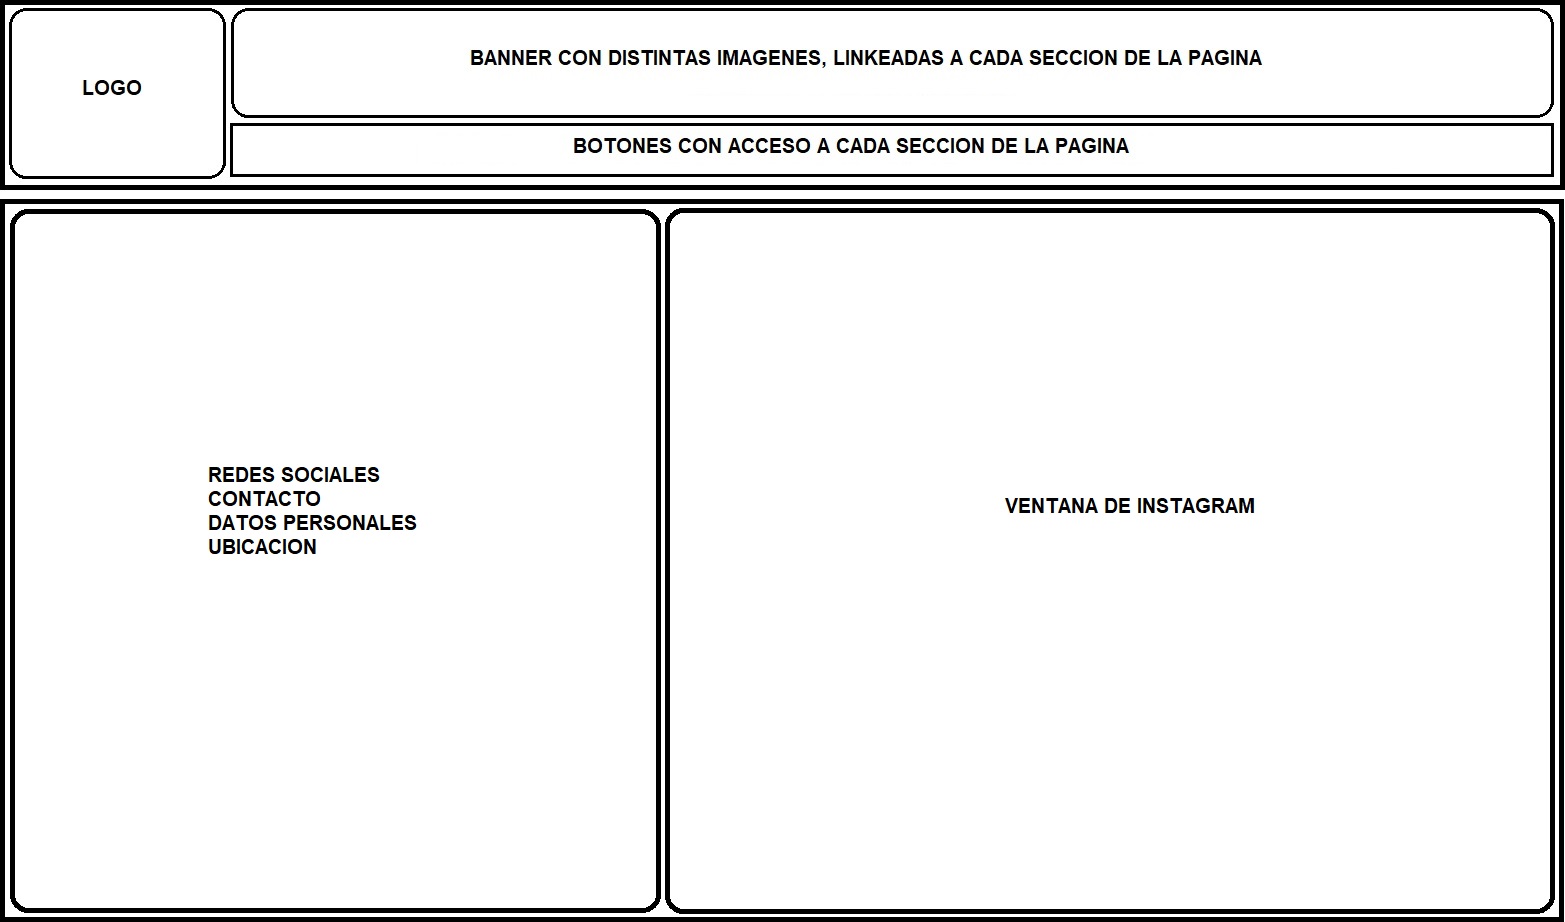 LOGO
BANNER CON DISTINTAS IMAGENES, LINKEADAS A CADA SECCION DE LA PAGINA
BOTONES CON ACCESO A CADA SECCION DE LA PAGINA
REDES SOCIALES
CONTACTO
DATOS PERSONALES
UBICACION
VENTANA DE INSTAGRAM